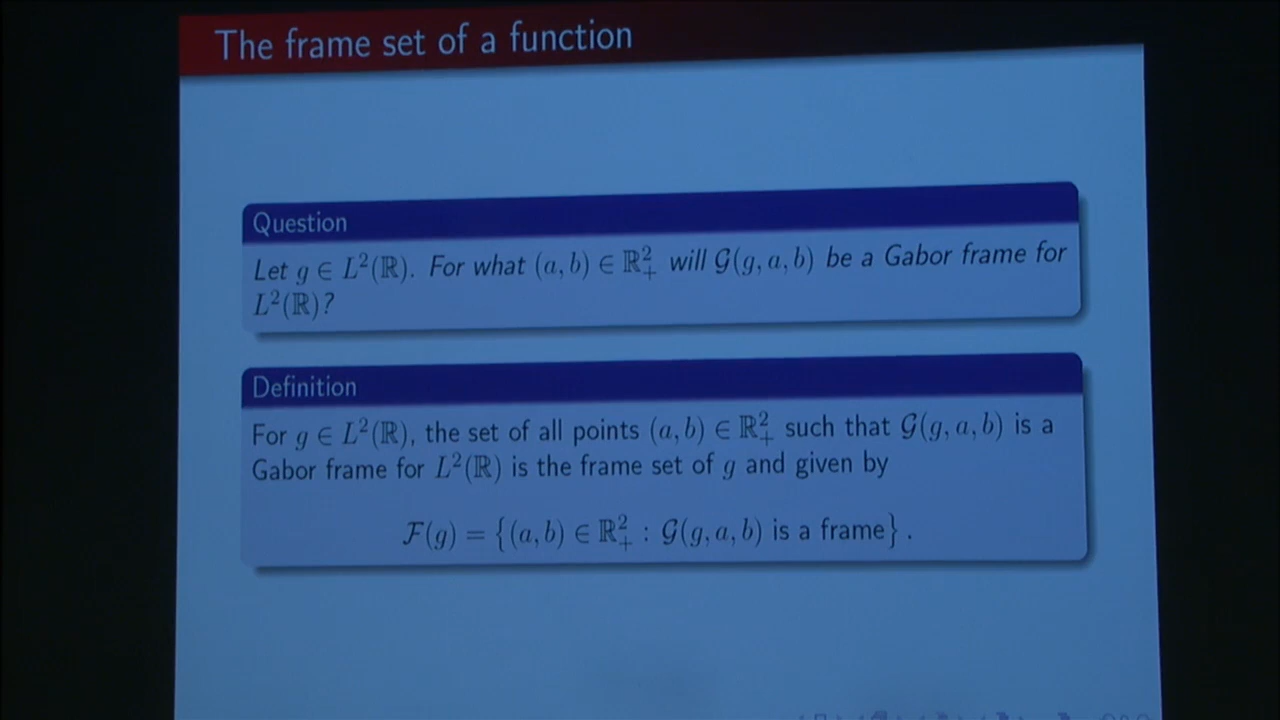 The frame set of a function
Question
Let g ∈ L²(ℝ). For what (a, b) ∈ ℝ²₊ will 𝒢(g, a, b) be a Gabor frame for
L²(ℝ)?
Definition
For g ∈ L²(ℝ), the set of all points (a, b) ∈ ℝ²₊ such that 𝒢(g, a, b) is a
Gabor frame for L²(ℝ) is the frame set of g and given by
ℱ(g) = {(a, b) ∈ ℝ²₊ : 𝒢(g, a, b) is a frame} .